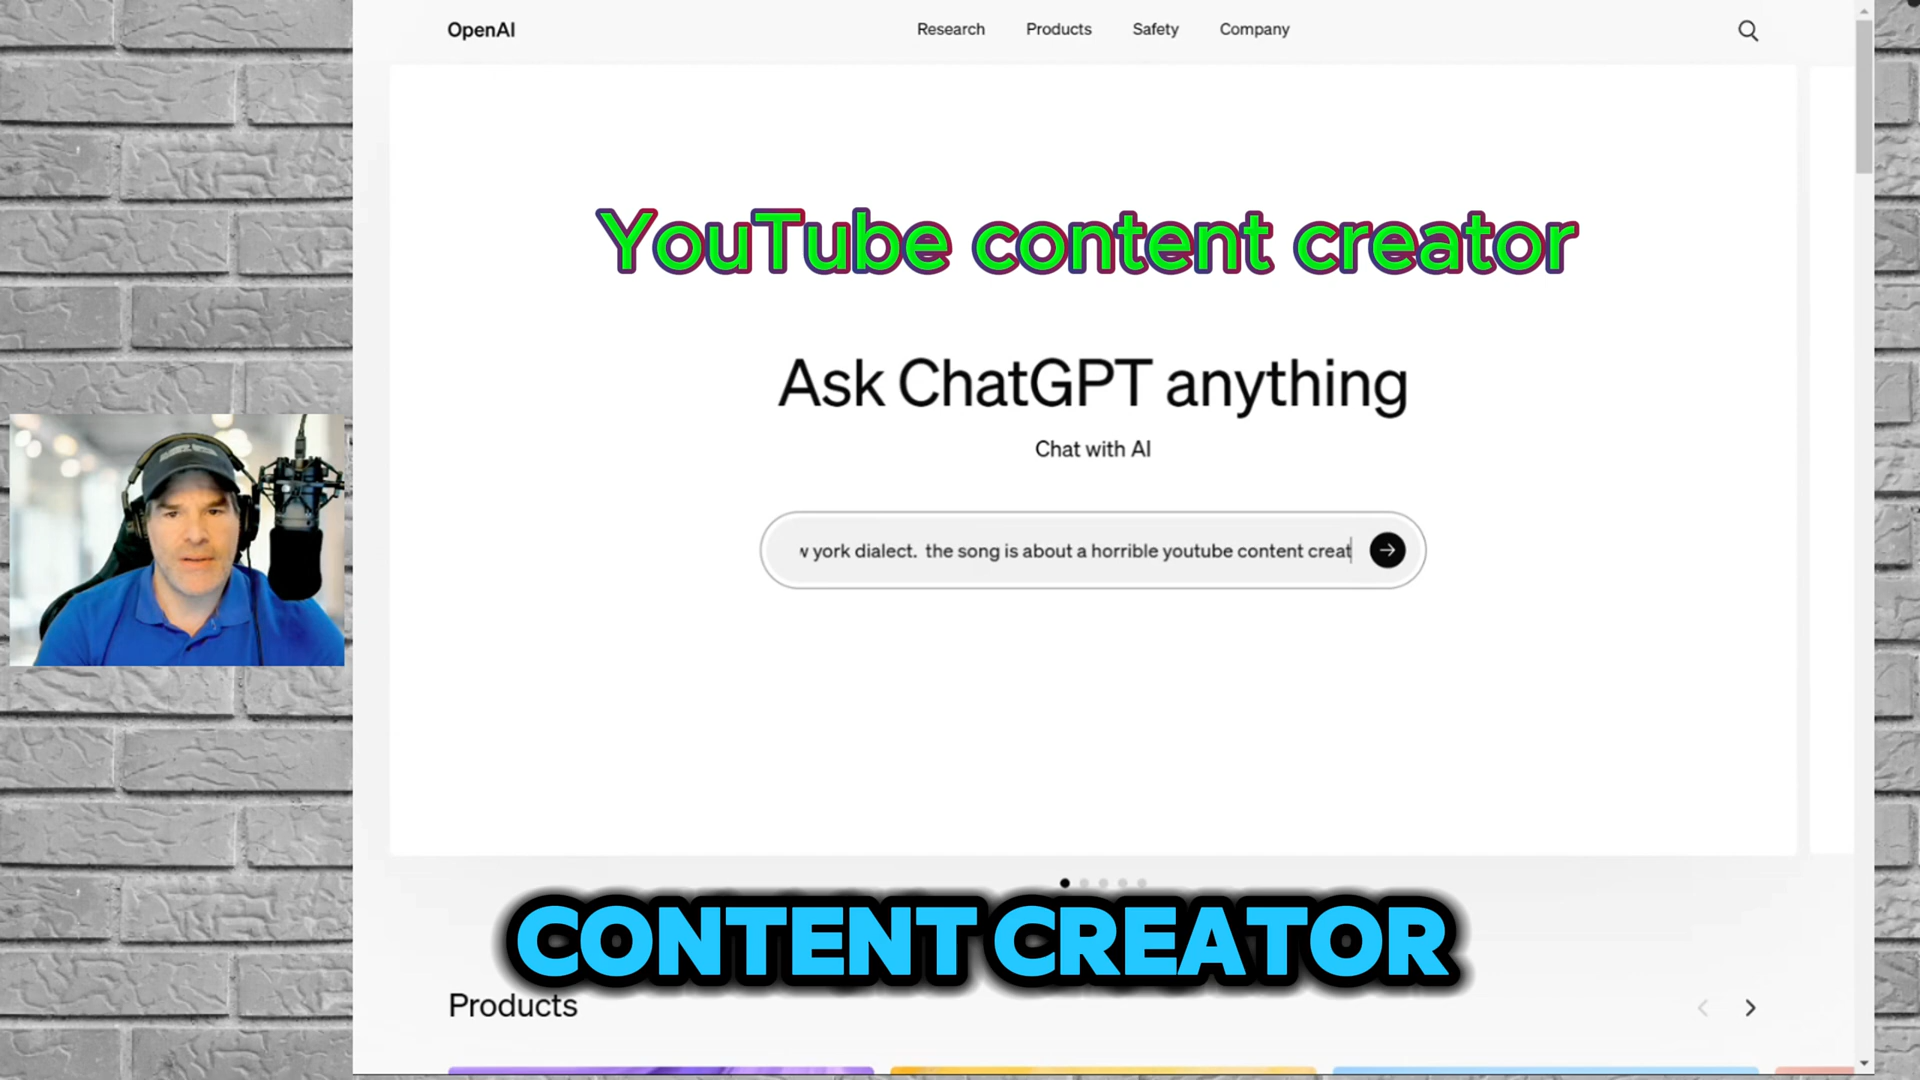 OpenAI
Research Products Safety Company
YouTube content creator
Ask ChatGPT anything
Chat with AI
york dialect. the song is about a horrible youtube content creat
CONTENT CREATOR
Products